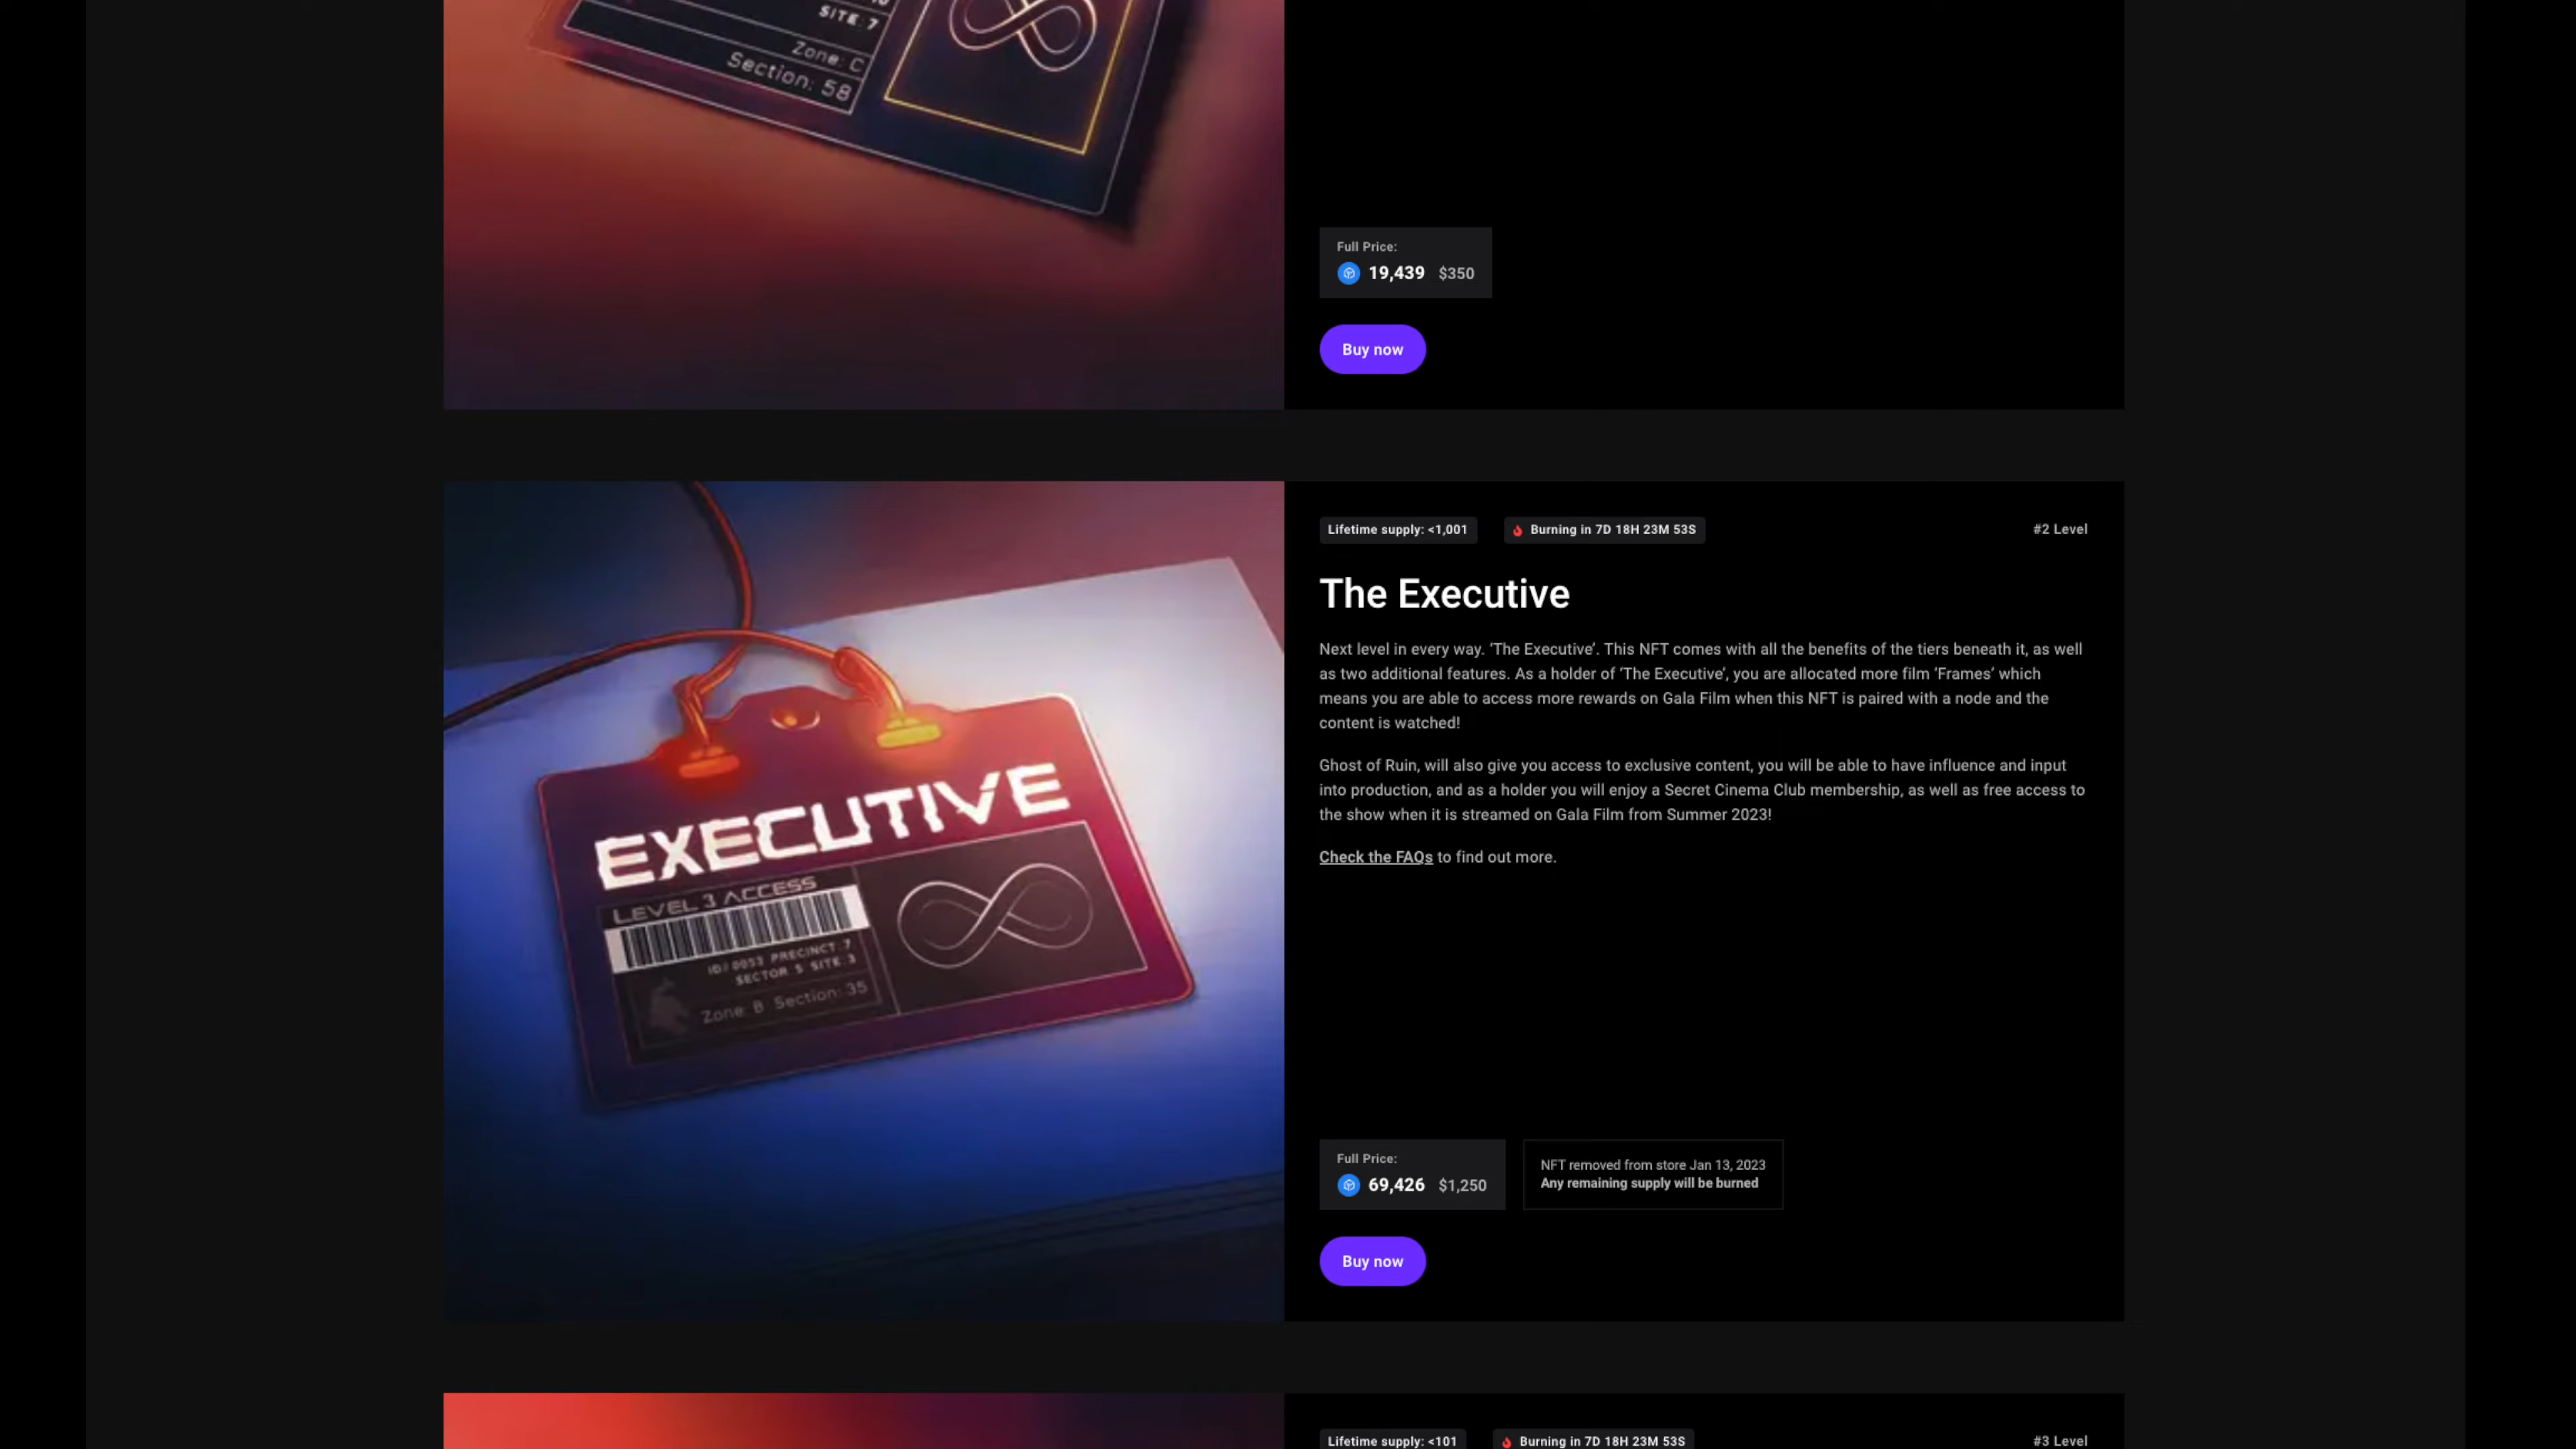 SITE: 7
Zone: C
Section: 58
Full Price:
19,439 $350
Buy now
EXECUTIVE
LEVEL 3 ACCESS
ID: 0053 PRECINCT: 7
SECTOR 5 SITE: 3
Zone: B Section: 35
Lifetime supply: <1,001 Burning in 7D 18H 23M 53S #2 Level
The Executive
Next level in every way. ‘The Executive’. This NFT comes with all the benefits of the tiers beneath it, as well
as two additional features. As a holder of ‘The Executive’, you are allocated more film ‘Frames’ which
means you are able to access more rewards on Gala Film when this NFT is paired with a node and the
content is watched!
Ghost of Ruin, will also give you access to exclusive content, you will be able to have influence and input
into production, and as a holder you will enjoy a Secret Cinema Club membership, as well as free access to
the show when it is streamed on Gala Film from Summer 2023!
Check the FAQs to find out more.
Full Price:
69,426 $1,250
NFT removed from store Jan 13, 2023
Any remaining supply will be burned
Buy now
Lifetime supply: <101 Burning in 7D 18H 23M 53S #3 Level